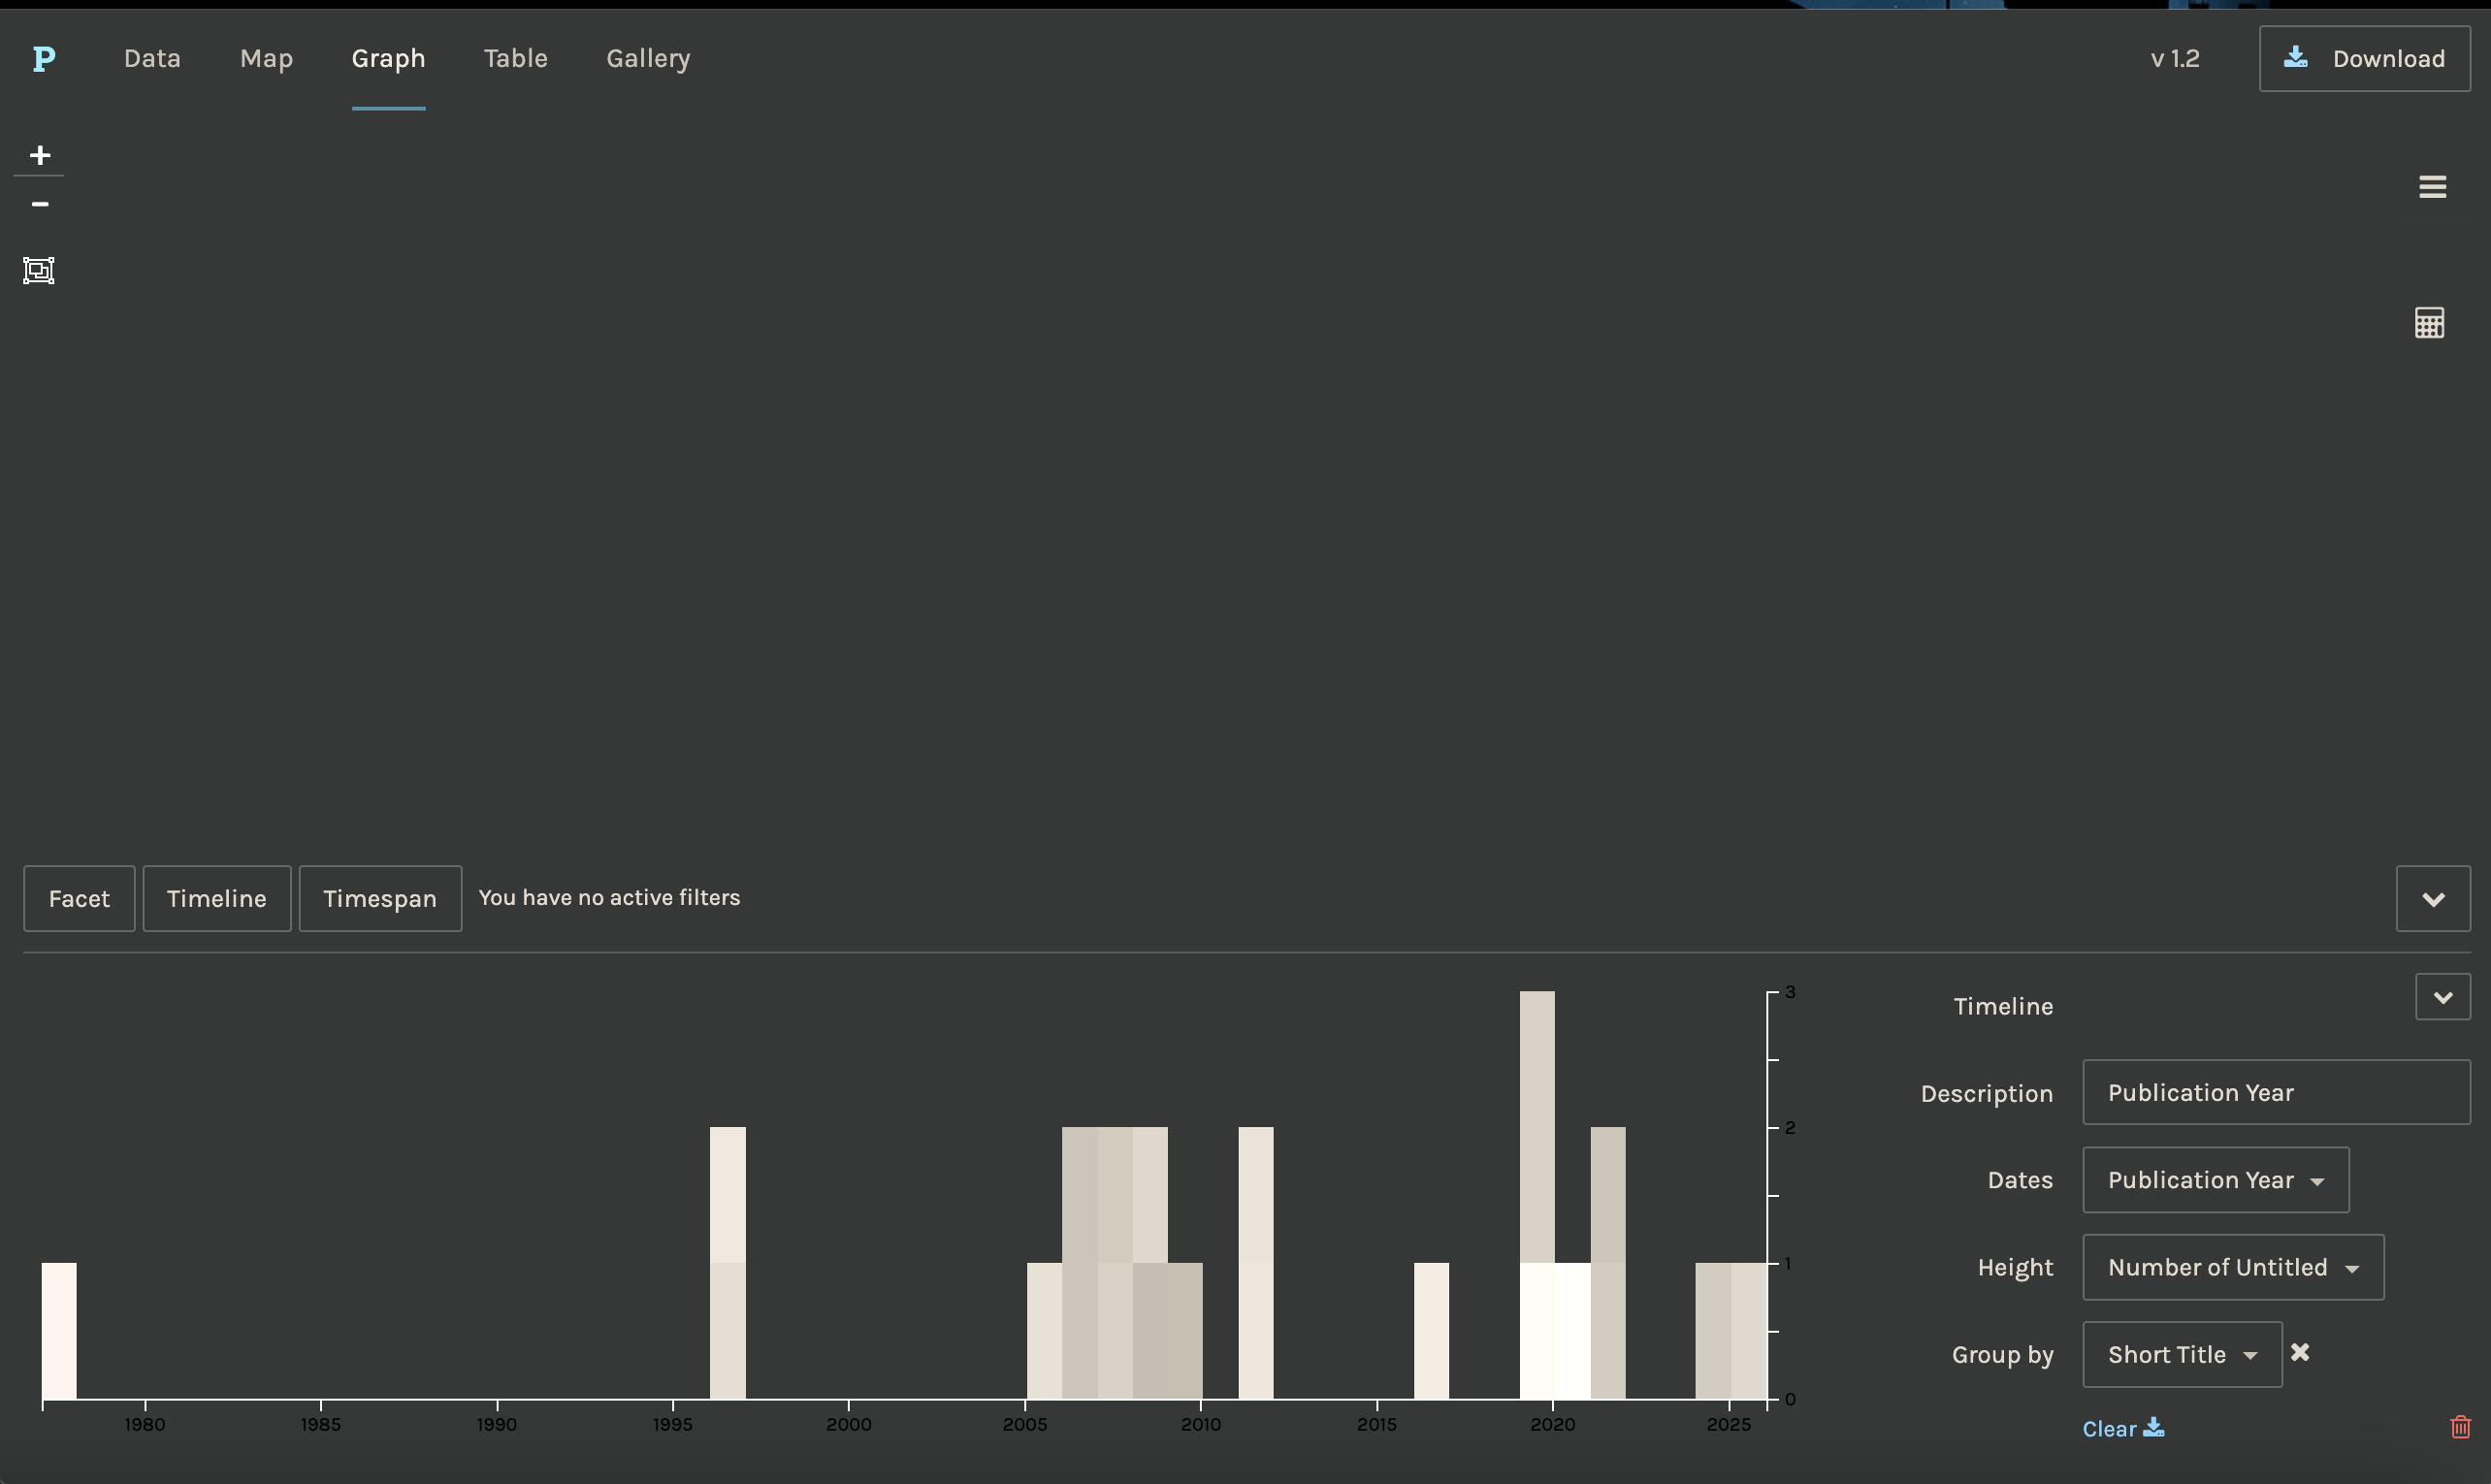 P Data Map Graph Table Gallery v 1.2 Download
Facet Timeline Timespan You have no active filters
Timeline
Description Publication Year
Dates Publication Year
Height Number of Untitled
Group by Short Title
Clear
3
2
1
0
1980 1985 1990 1995 2000 2005 2010 2015 2020 2025